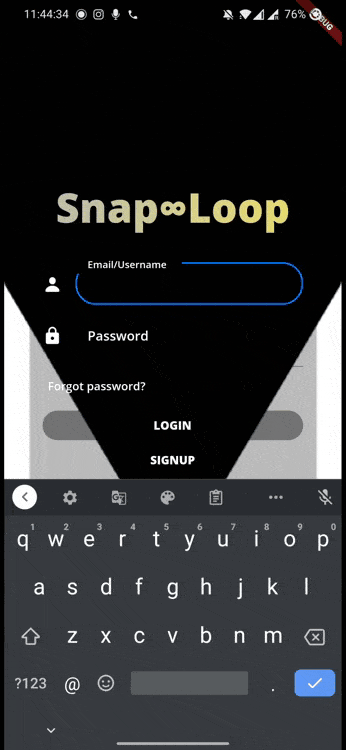 11:44:34 76%
BUG
Snap∞Loop
Email/Username
Password
Forgot password?
LOGIN
SIGNUP
1 2 3 4 5 6 7 8 9 0
q w e r t y u i o p
a s d f g h j k l
z x c v b n m
?123 @ .